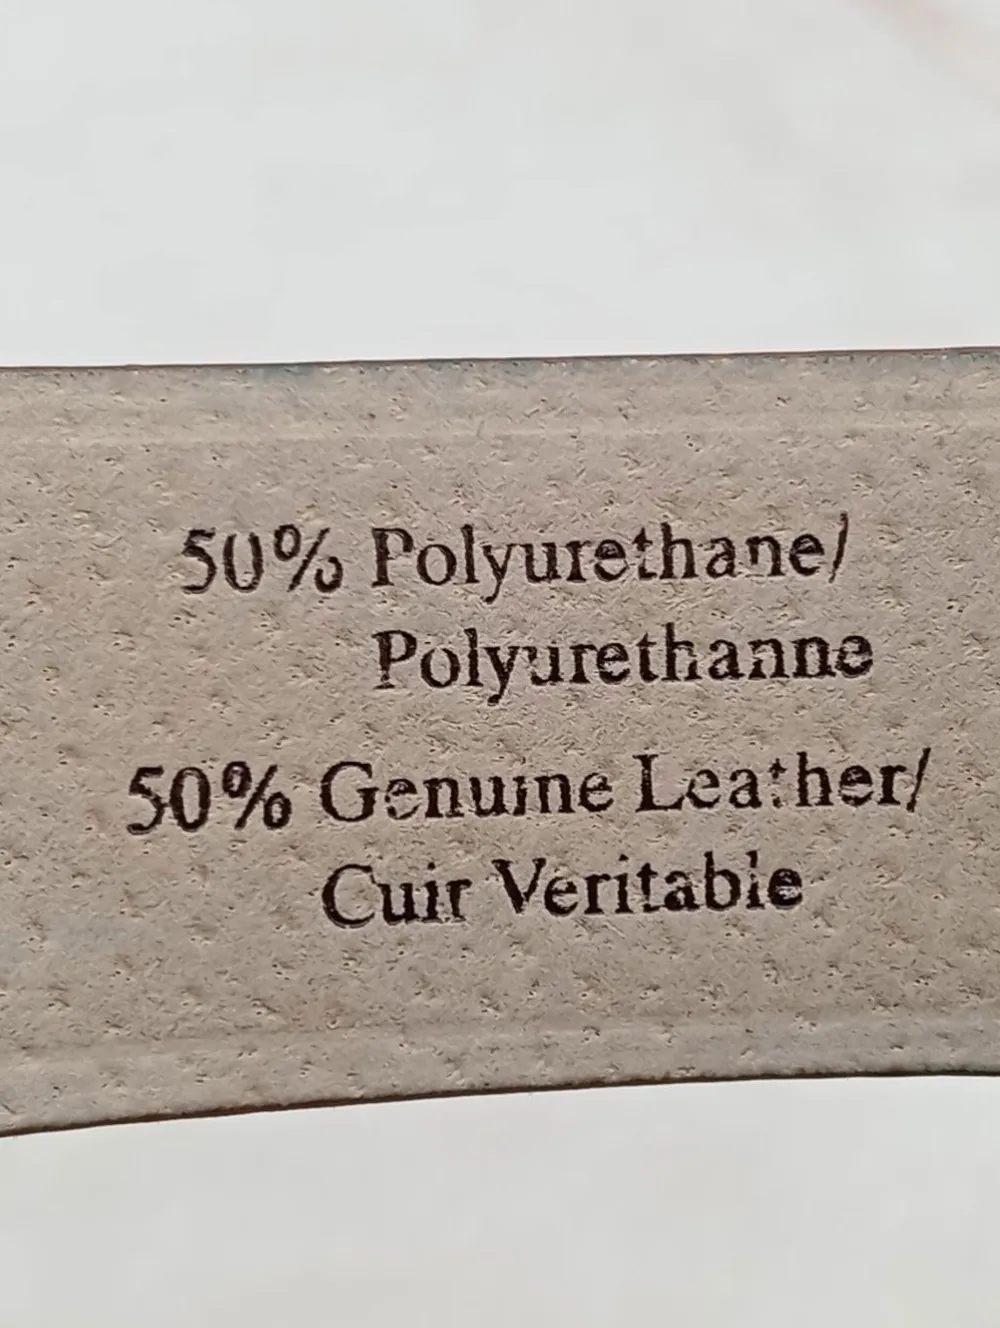 50% Polyurethane/
Polyurethanne
50% Genuine Leather/
Cuir Veritable